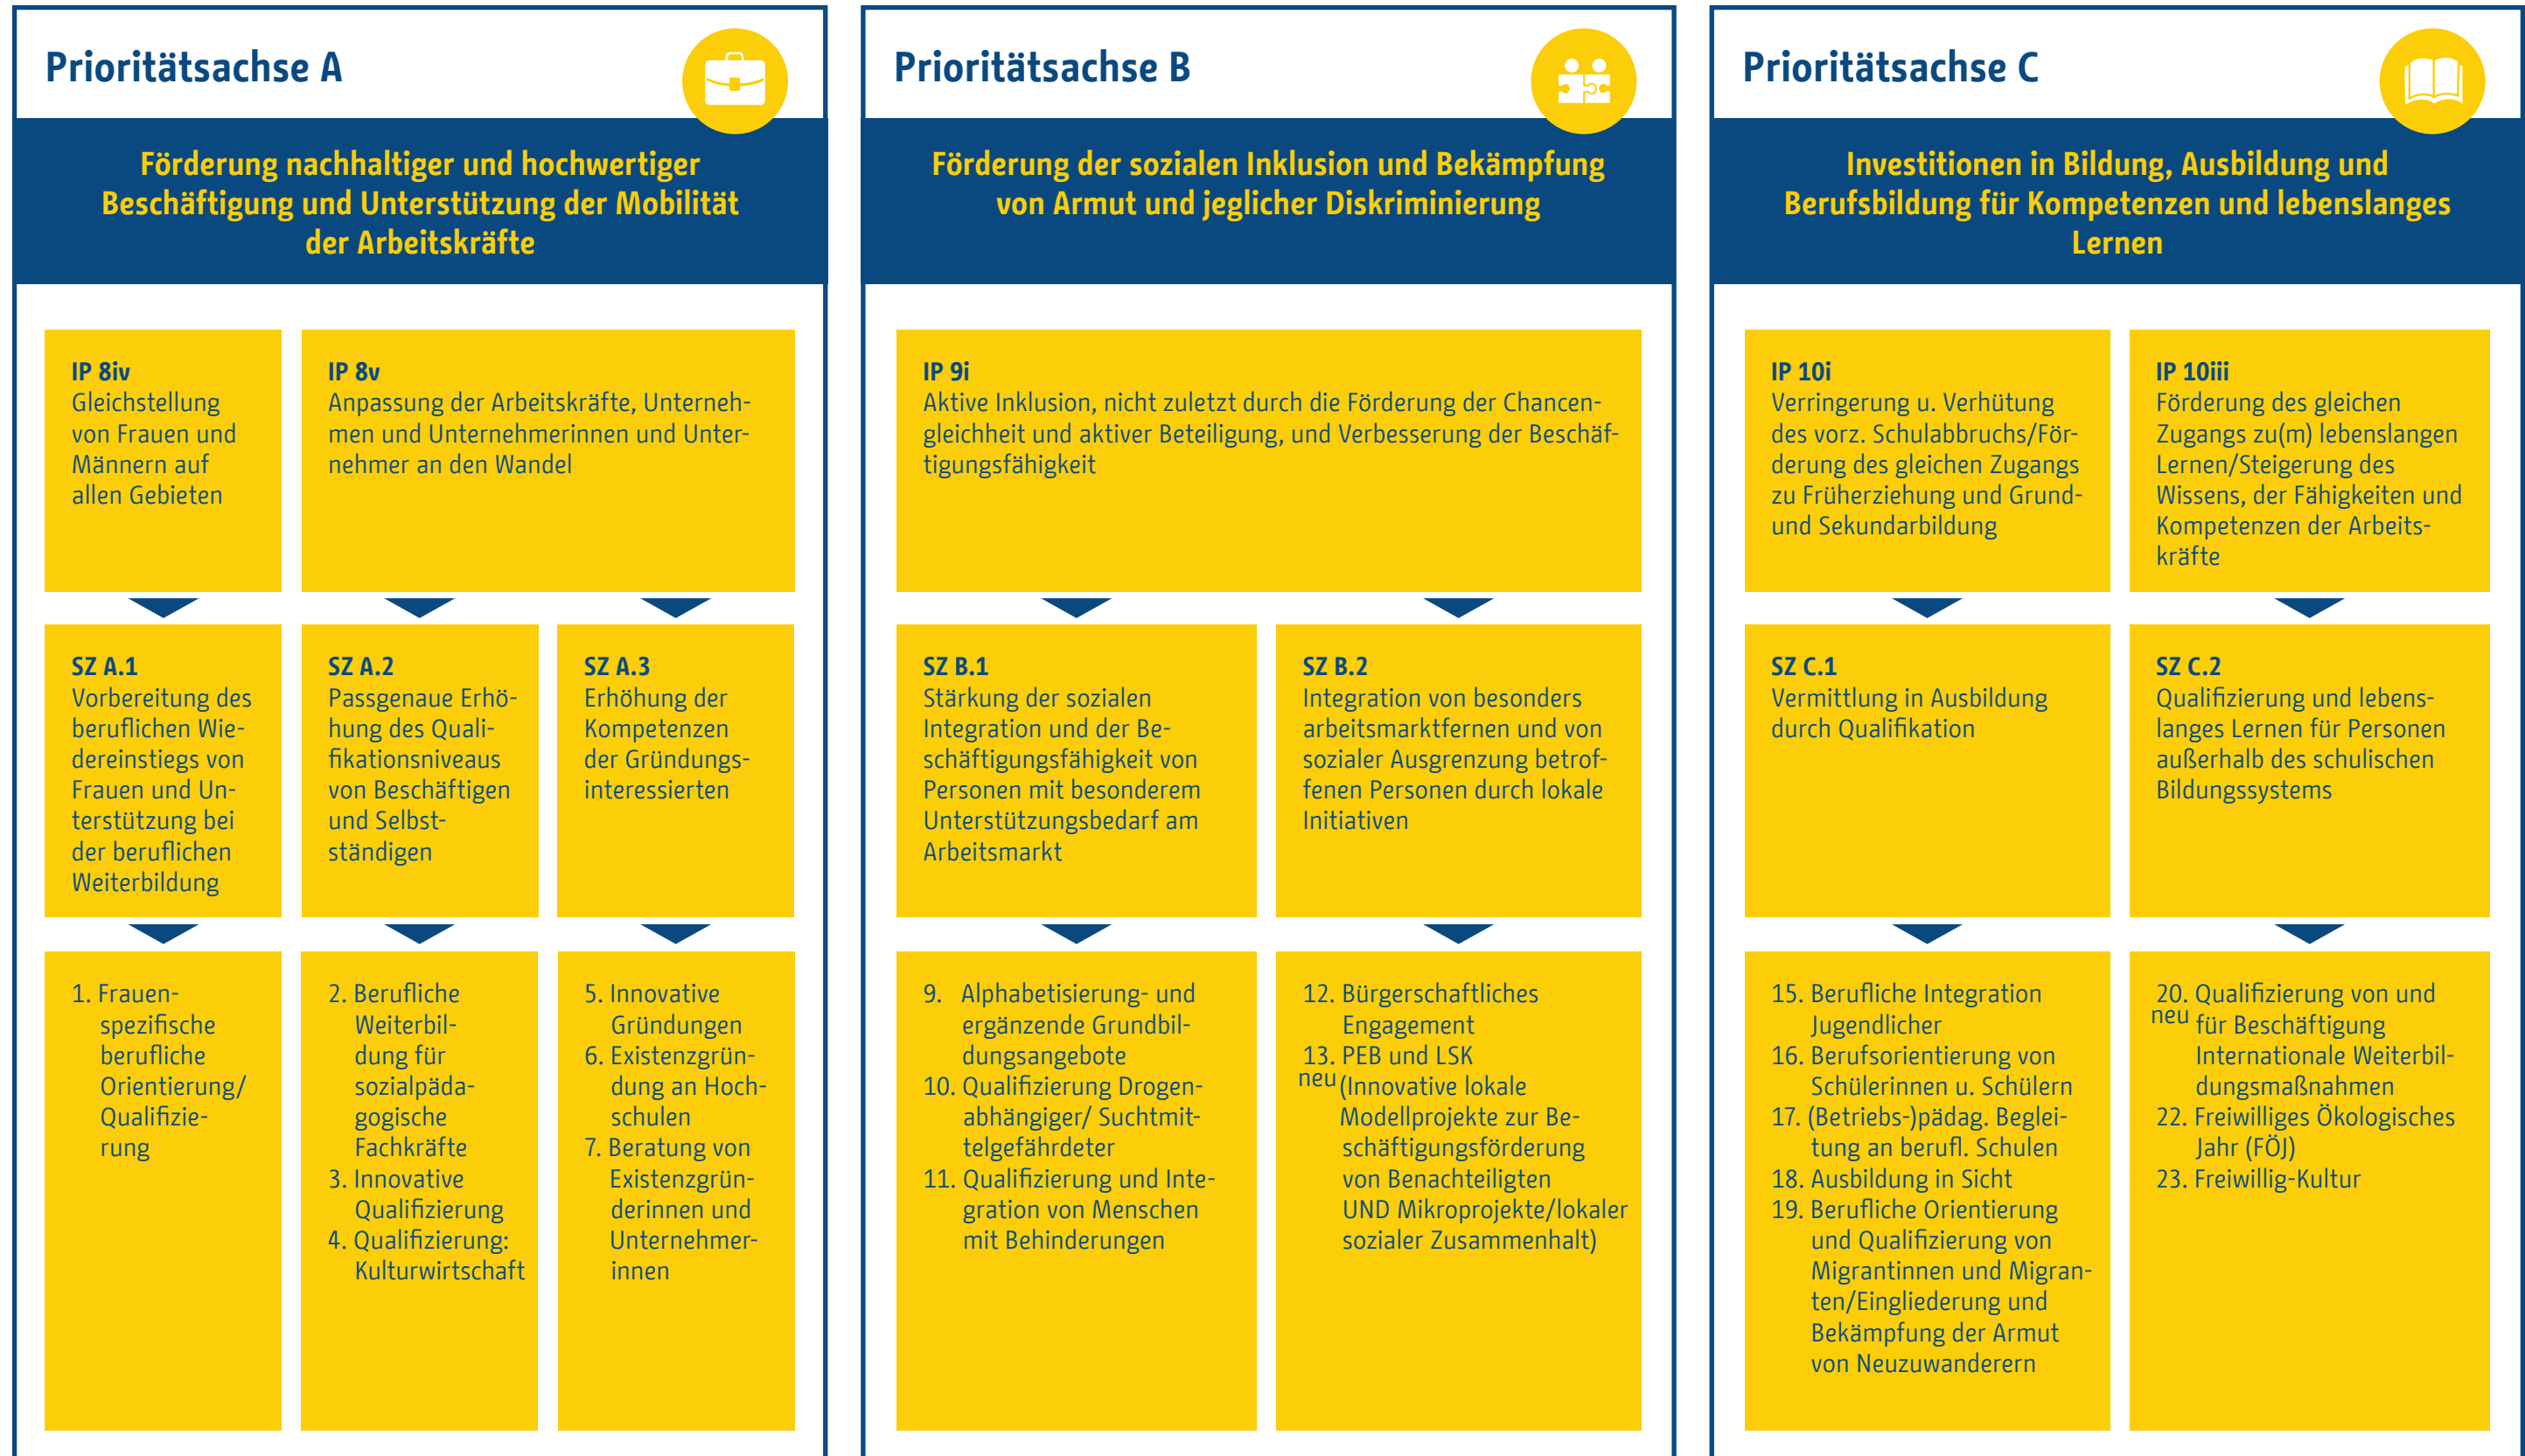 Prioritätsachse A
Förderung nachhaltiger und hochwertiger
Beschäftigung und Unterstützung der Mobilität
der Arbeitskräfte
IP 8iv
Gleichstellung
von Frauen und
Männern auf
allen Gebieten
IP 8v
Anpassung der Arbeitskräfte, Unterneh-
men und Unternehmerinnen und Unter-
nehmer an den Wandel
SZ A.1
Vorbereitung des
beruflichen Wie-
dereinstiegs von
Frauen und Un-
terstützung bei
der beruflichen
Weiterbildung
SZ A.2
Passgenaue Erhö-
hung des Quali-
fikationsniveaus
von Beschäftigen
und Selbst-
ständigen
SZ A.3
Erhöhung der
Kompetenzen
der Gründungs-
interessierten
1. Frauen-
spezifische
berufliche
Orientierung/
Qualifizie-
rung
2. Berufliche
Weiterbil-
dung für
sozialpäda-
gogische
Fachkräfte
3. Innovative
Qualifizierung
4. Qualifizierung:
Kulturwirtschaft
5. Innovative
Gründungen
6. Existenzgrün-
dung an Hoch-
schulen
7. Beratung von
Existenzgrün-
derinnen und
Unternehmer-
innen
Prioritätsachse B
Förderung der sozialen Inklusion und Bekämpfung
von Armut und jeglicher Diskriminierung
IP 9i
Aktive Inklusion, nicht zuletzt durch die Förderung der Chancen-
gleichheit und aktiver Beteiligung, und Verbesserung der Beschäf-
tigungsfähigkeit
SZ B.1
Stärkung der sozialen
Integration und der Be-
schäftigungsfähigkeit von
Personen mit besonderem
Unterstützungsbedarf am
Arbeitsmarkt
SZ B.2
Integration von besonders
arbeitsmarktfernen und von
sozialer Ausgrenzung betrof-
fenen Personen durch lokale
Initiativen
9. Alphabetisierung- und
ergänzende Grundbil-
dungsangebote
10. Qualifizierung Drogen-
abhängiger/ Suchtmit-
telgefährdeter
11. Qualifizierung und Inte-
gration von Menschen
mit Behinderungen
12. Bürgerschaftliches
Engagement
13. PEB und LSK
neu (Innovative lokale
Modellprojekte zur Be-
schäftigungsförderung
von Benachteiligten
UND Mikroprojekte/lokaler
sozialer Zusammenhalt)
Prioritätsachse C
Investitionen in Bildung, Ausbildung und
Berufsbildung für Kompetenzen und lebenslanges
Lernen
IP 10i
Verringerung u. Verhütung
des vorz. Schulabbruchs/För-
derung des gleichen Zugangs
zu Früherziehung und Grund-
und Sekundarbildung
IP 10iii
Förderung des gleichen
Zugangs zu(m) lebenslangen
Lernen/Steigerung des
Wissens, der Fähigkeiten und
Kompetenzen der Arbeits-
kräfte
SZ C.1
Vermittlung in Ausbildung
durch Qualifikation
SZ C.2
Qualifizierung und lebens-
langes Lernen für Personen
außerhalb des schulischen
Bildungssystems
15. Berufliche Integration
Jugendlicher
16. Berufsorientierung von
Schülerinnen u. Schülern
17. (Betriebs-)pädag. Beglei-
tung an berufl. Schulen
18. Ausbildung in Sicht
19. Berufliche Orientierung
und Qualifizierung von
Migrantinnen und Migran-
ten/Eingliederung und
Bekämpfung der Armut
von Neuzuwanderern
20. Qualifizierung von und
neu für Beschäftigung
Internationale Weiterbil-
dungsmaßnahmen
22. Freiwilliges Ökologisches
Jahr (FÖJ)
23. Freiwillig-Kultur